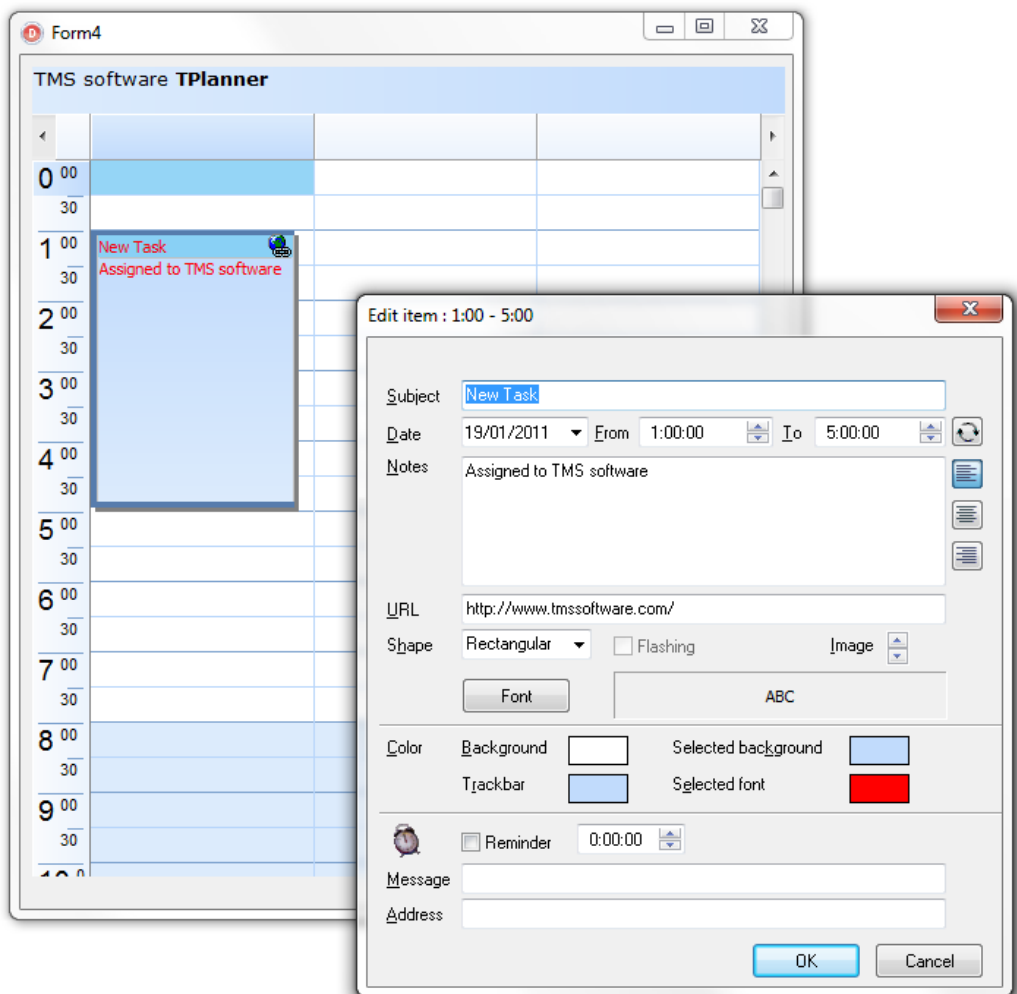 Form4
TMS software TPlanner
0 00
30
1 00
New Task
30
Assigned to TMS software
2 00
30
3 00
30
4 00
30
5 00
30
6 00
30
7 00
30
8 00
30
9 00
30
Edit item : 1:00 - 5:00
Subject New Task
Date 19/01/2011 From 1:00:00 To 5:00:00
Notes Assigned to TMS software
URL http://www.tmssoftware.com/
Shape Rectangular Flashing Image
Font ABC
Color Background Selected background
Trackbar Selected font
Reminder 0:00:00
Message
Address
OK Cancel